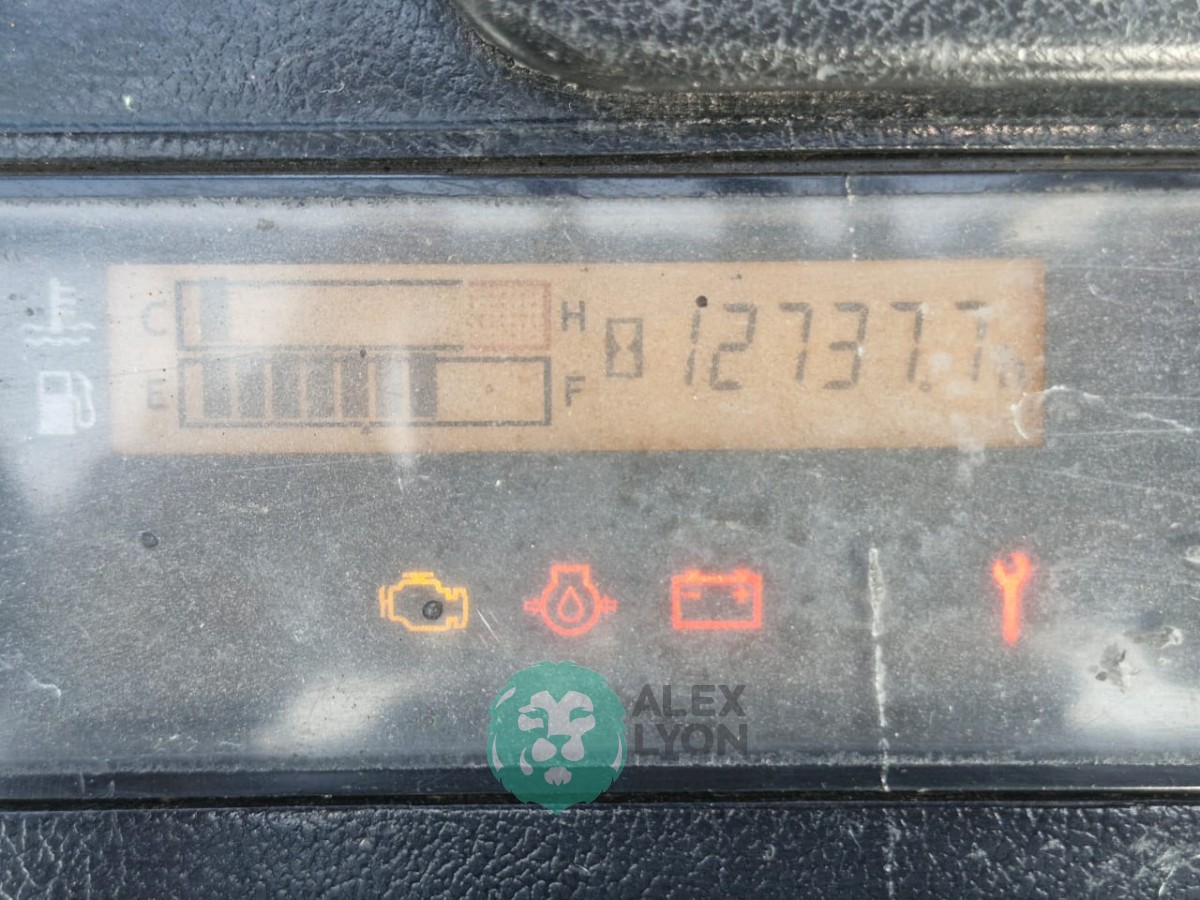 C H 12737.7
E F
ALEX
LYON